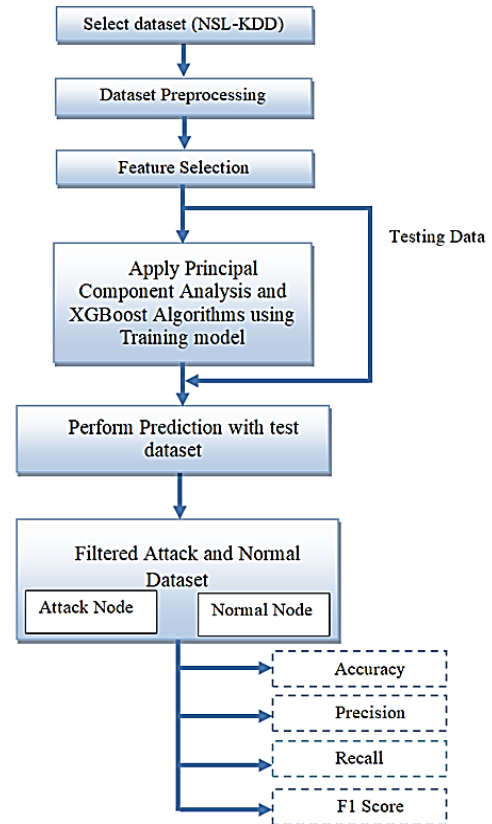 Select dataset (NSL-KDD)
Dataset Preprocessing
Feature Selection
Testing Data
Apply Principal
Component Analysis and
XGBoost Algorithms using
Training model
Perform Prediction with test
dataset
Filtered Attack and Normal
Dataset
Attack Node
Normal Node
Accuracy
Precision
Recall
F1 Score